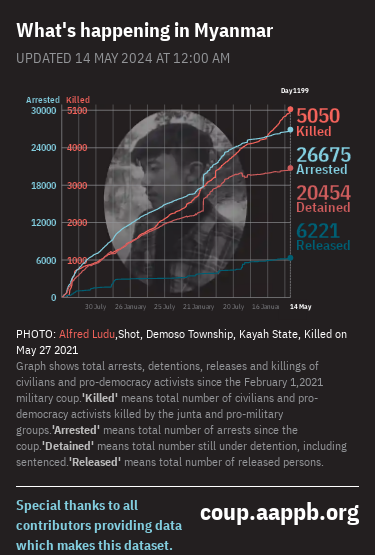 What's happening in Myanmar
UPDATED 14 MAY 2024 AT 12:00 AM
Day1199
Arrested Killed
30000 5100
5050
Killed
24000 4000
26675
Arrested
18000 3000
20454
Detained
12000 2000
6221
Released
6000 1000
0
30 July 26 January 25 July 21 January 20 July 16 Januar 14 May
PHOTO: Alfred Ludu,Shot, Demoso Township, Kayah State, Killed on
May 27 2021
Graph shows total arrests, detentions, releases and killings of
civilians and pro-democracy activists since the February 1,2021
military coup.'Killed' means total number of civilians and pro-
democracy activists killed by the junta and pro-military
groups.'Arrested' means total number of arrests since the
coup.'Detained' means total number still under detention, including
sentenced.'Released' means total number of released persons.
Special thanks to all
contributors providing data
which makes this dataset.
coup.aappb.org